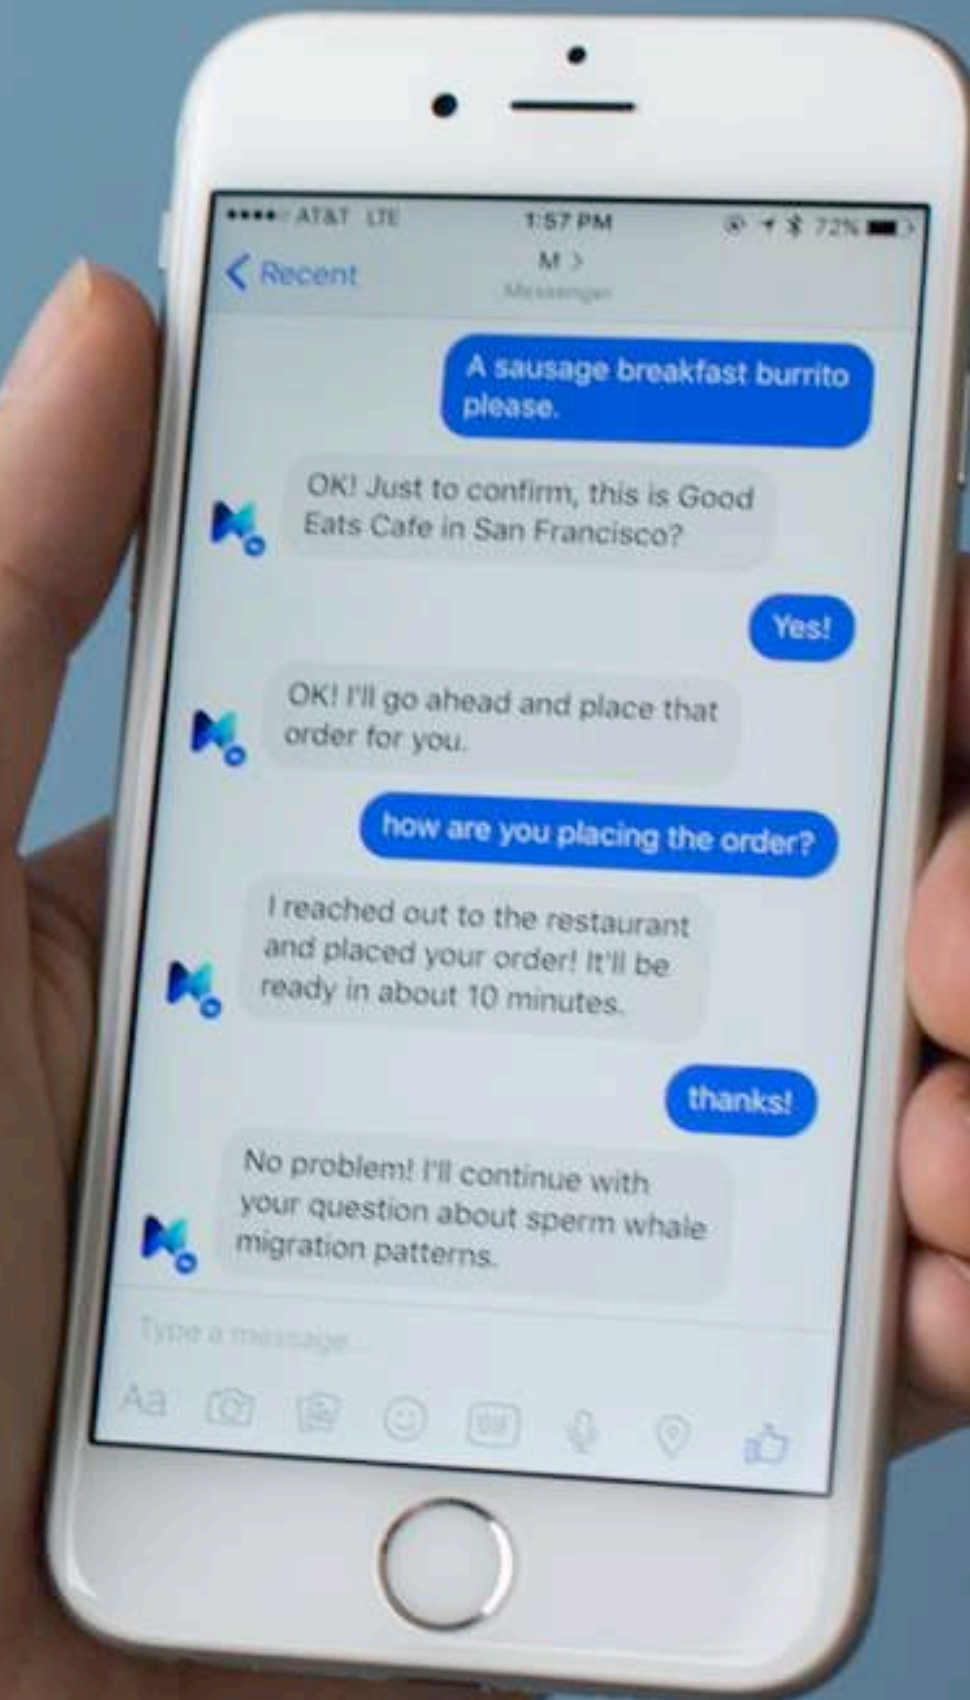 AT&T LTE 1:57 PM 72%
Recent
M >
Messenger
A sausage breakfast burrito
please.
OK! Just to confirm, this is Good
Eats Cafe in San Francisco?
Yes!
OK! I'll go ahead and place that
order for you.
how are you placing the order?
I reached out to the restaurant
and placed your order! It'll be
ready in about 10 minutes.
thanks!
No problem! I'll continue with
your question about sperm whale
migration patterns.
Type a message...
Aa
GIF